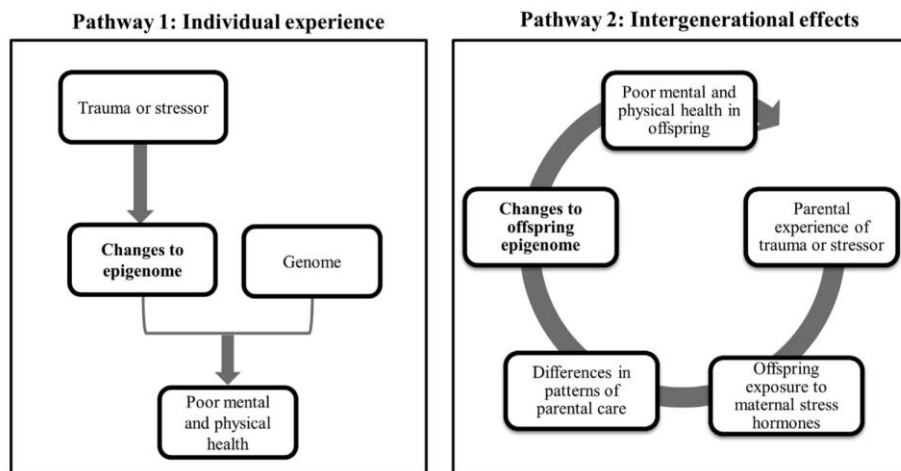 Pathway 1: Individual experience
Trauma or stressor
Changes to
epigenome
Genome
Poor mental
and physical
health
Pathway 2: Intergenerational effects
Poor mental and
physical health in
offspring
Changes to
offspring
epigenome
Parental
experience of
trauma or stressor
Differences in
patterns of
parental care
Offspring
exposure to
maternal stress
hormones